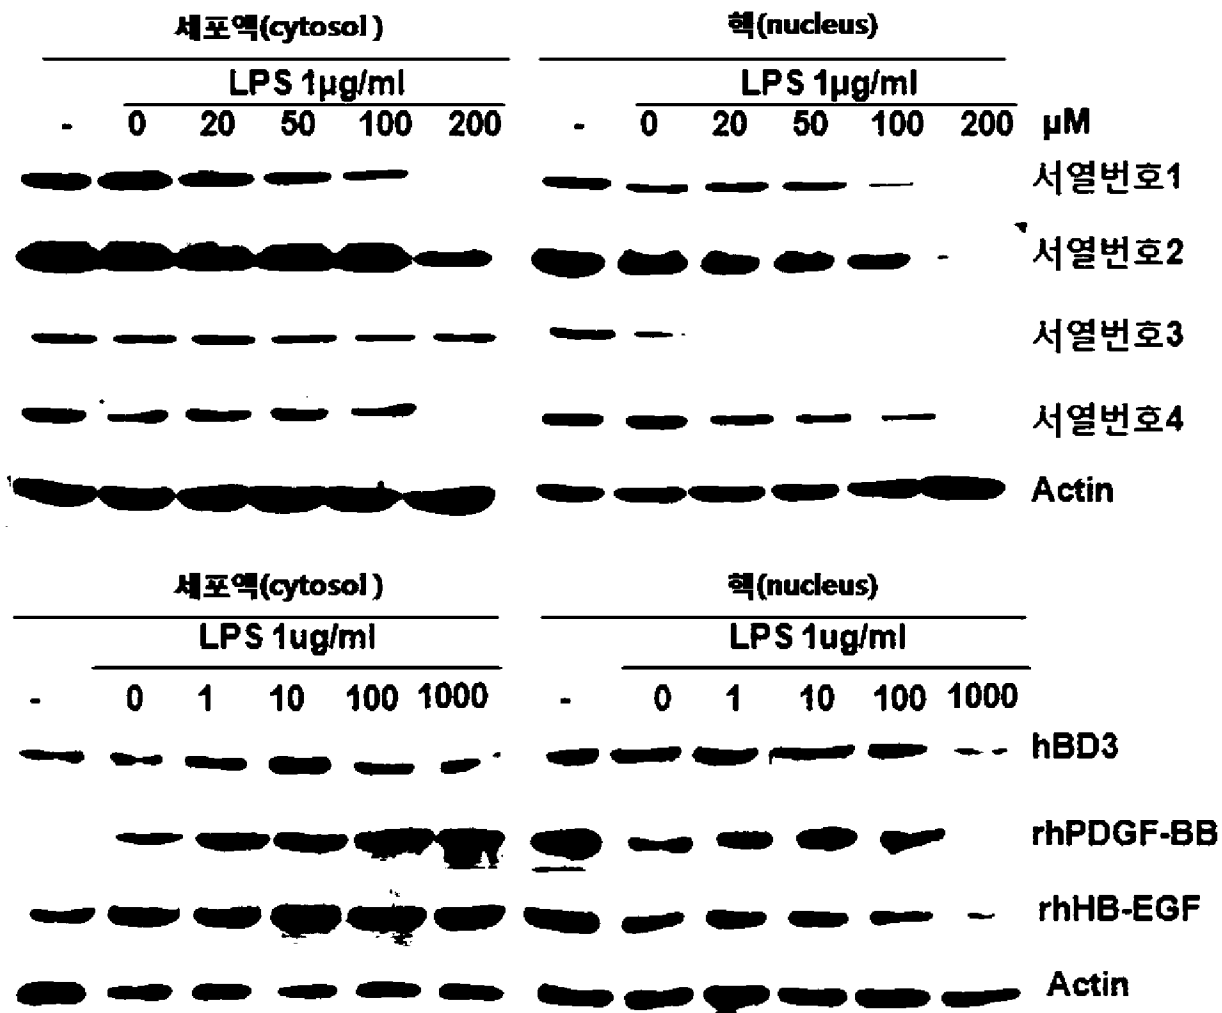 세포액(cytosol) 핵(nucleus)
LPS 1µg/ml LPS 1µg/ml
- 0 20 50 100 200 - 0 20 50 100 200 µM
서열번호1
서열번호2
서열번호3
서열번호4
Actin
세포액(cytosol) 핵(nucleus)
LPS 1ug/ml LPS 1ug/ml
- 0 1 10 100 1000 - 0 1 10 100 1000
hBD3
rhPDGF-BB
rhHB-EGF
Actin